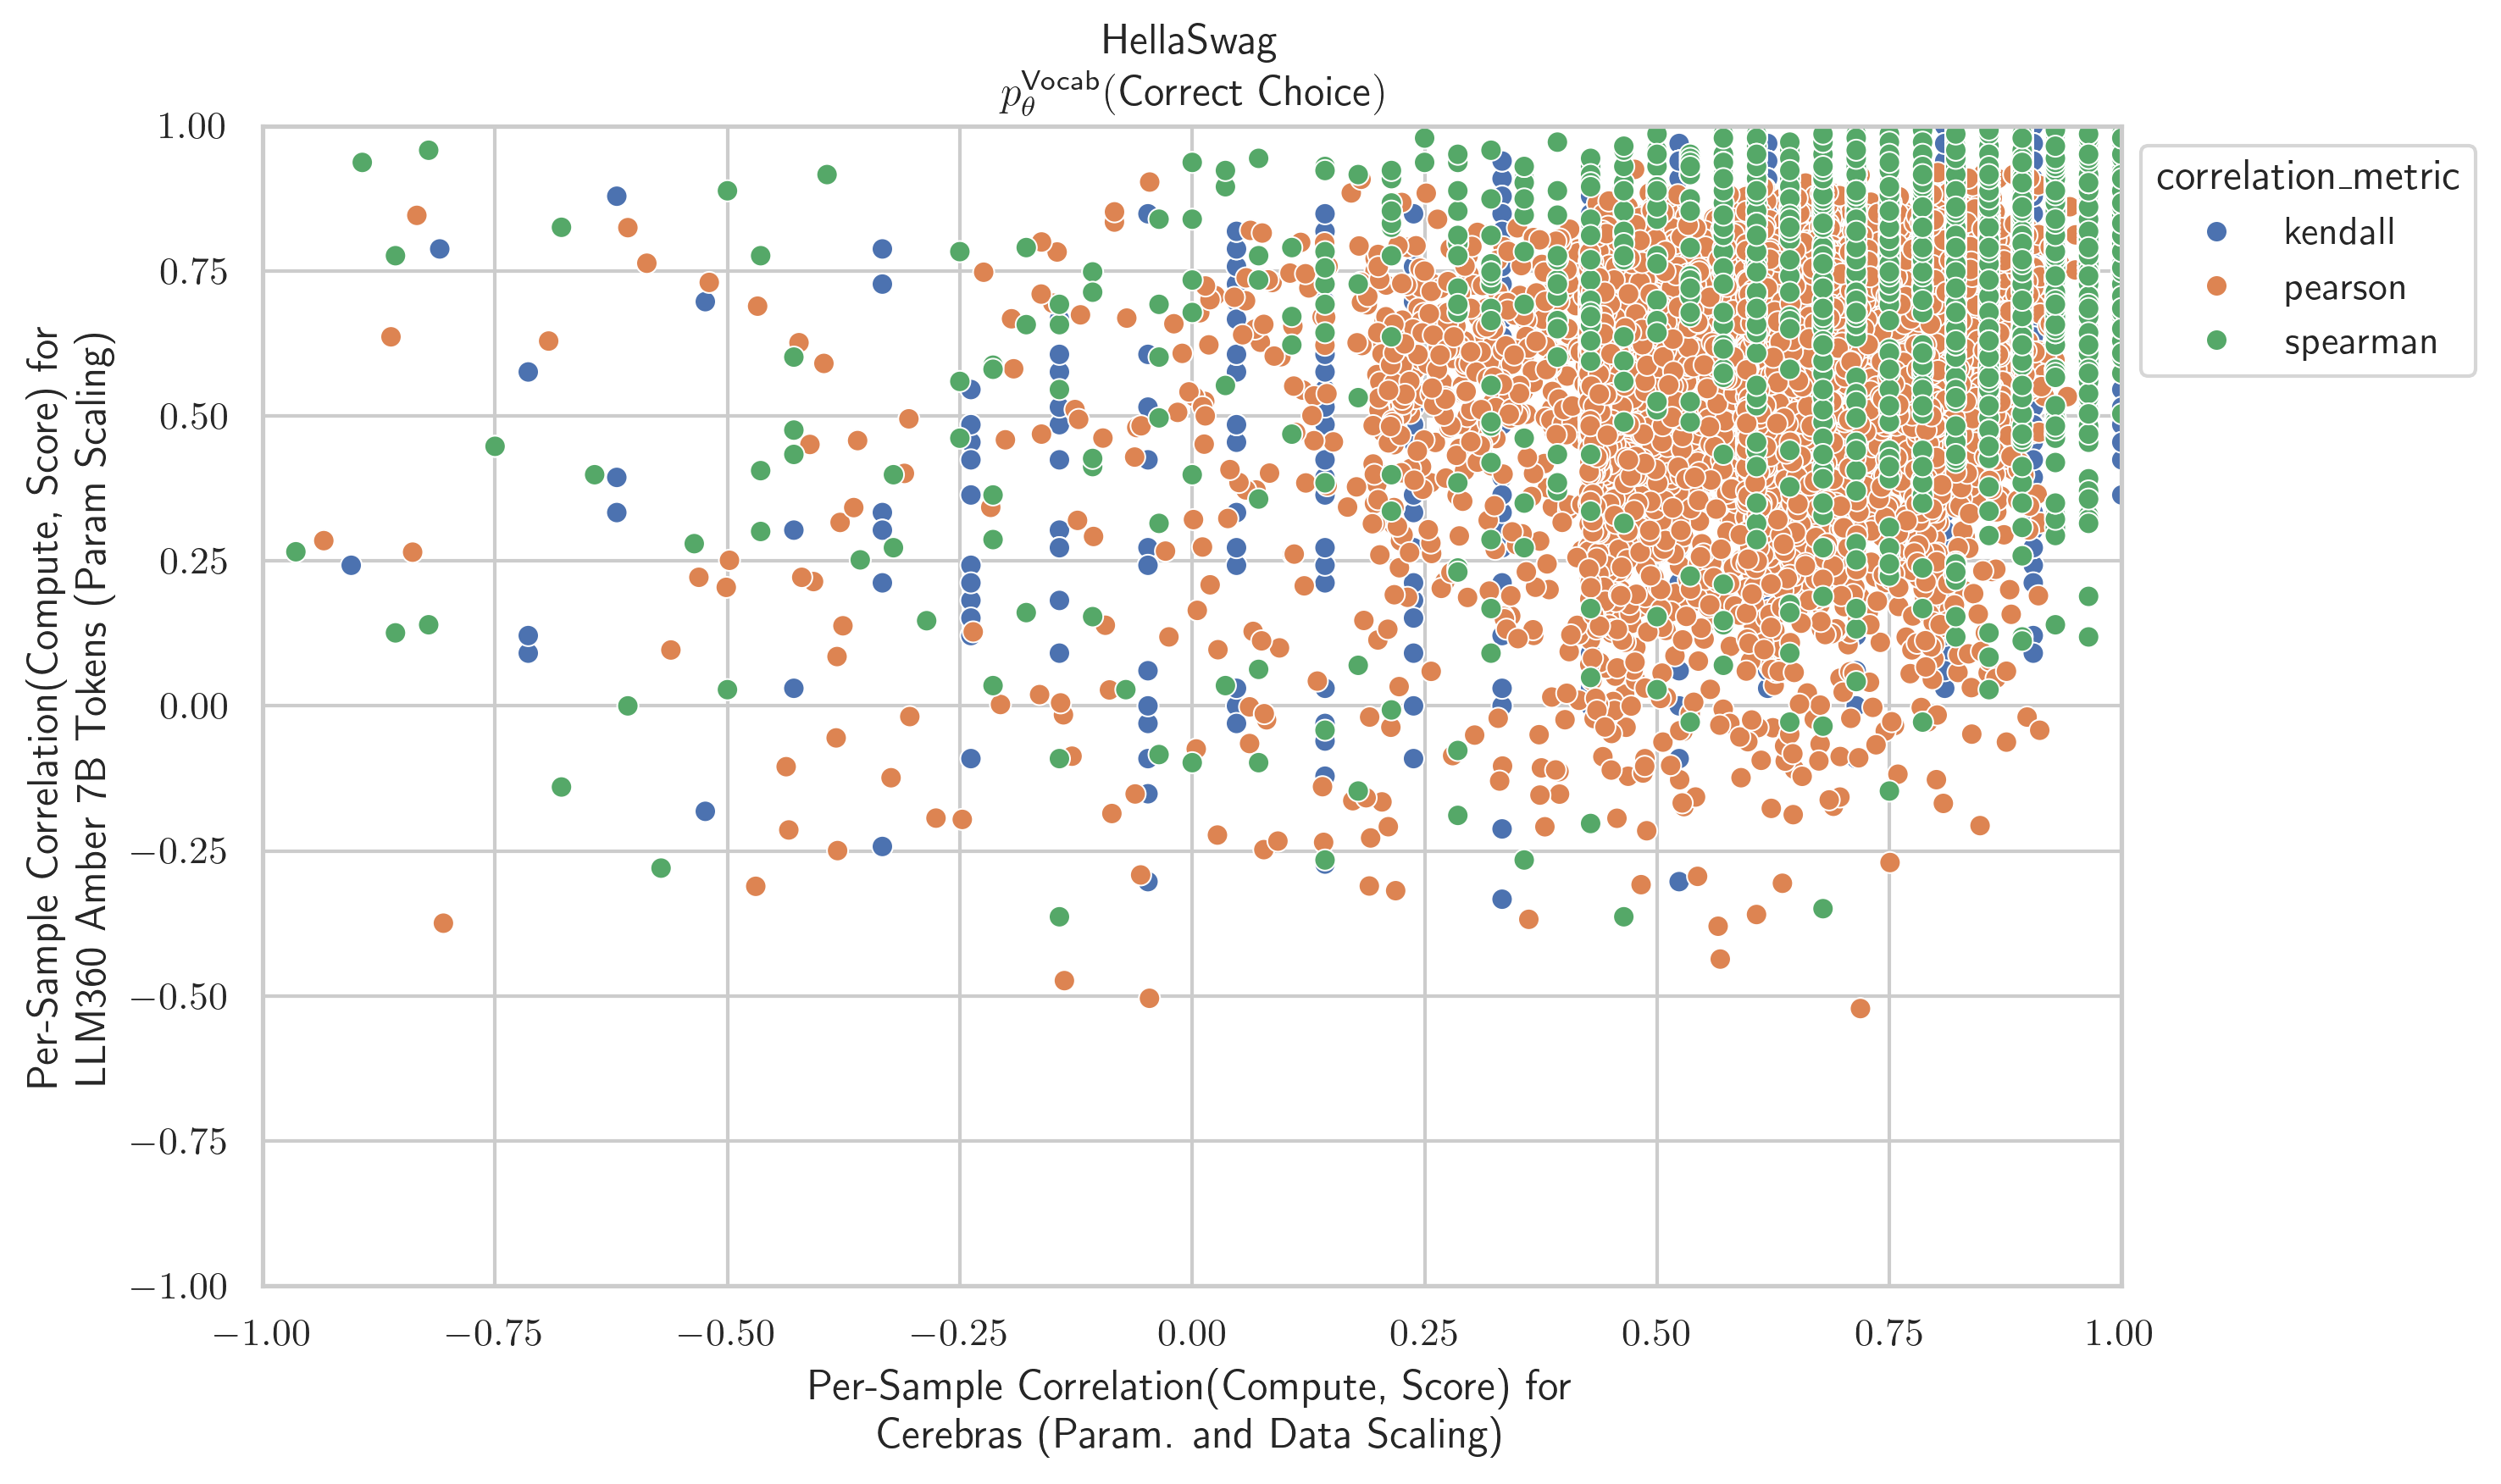 HellaSwag
p_θ^Vocab(Correct Choice)
1.00
0.75
0.50
0.25
0.00
−0.25
−0.50
−0.75
−1.00
Per-Sample Correlation(Compute, Score) for
LLM360 Amber 7B Tokens (Param Scaling)
−1.00 −0.75 −0.50 −0.25 0.00 0.25 0.50 0.75 1.00
Per-Sample Correlation(Compute, Score) for
Cerebras (Param. and Data Scaling)
correlation_metric
kendall
pearson
spearman